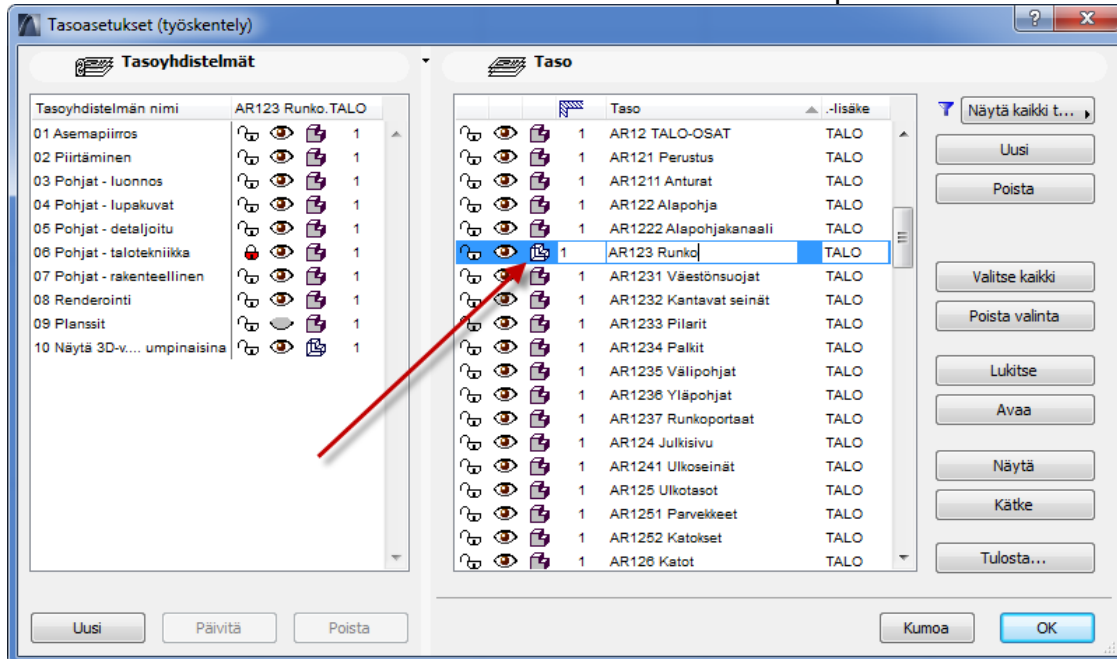 Tasoasetukset (työskentely)
Tasoyhdistelmät
Tasoyhdistelmän nimi AR123 Runko.TALO
01 Asemapiirros 1
02 Piirtäminen 1
03 Pohjat - luonnos 1
04 Pohjat - lupakuvat 1
05 Pohjat - detaljoitu 1
06 Pohjat - talotekniikka 1
07 Pohjat - rakenteellinen 1
08 Renderointi 1
09 Planssit 1
10 Näytä 3D-v.... umpinaisina 1
Uusi Päivitä Poista
Taso
Taso .-lisäke
1 AR12 TALO-OSAT TALO
1 AR121 Perustus TALO
1 AR1211 Anturat TALO
1 AR122 Alapohja TALO
1 AR1222 Alapohjakanaali TALO
1 AR123 Runko TALO
1 AR1231 Väestönsuojat TALO
1 AR1232 Kantavat seinät TALO
1 AR1233 Pilarit TALO
1 AR1234 Palkit TALO
1 AR1235 Välipohjat TALO
1 AR1236 Yläpohjat TALO
1 AR1237 Runkoportaat TALO
1 AR124 Julkisivu TALO
1 AR1241 Ulkoseinät TALO
1 AR125 Ulkotasot TALO
1 AR1251 Parvekkeet TALO
1 AR1252 Katokset TALO
1 AR126 Katot TALO
Näytä kaikki t...
Uusi
Poista
Valitse kaikki
Poista valinta
Lukitse
Avaa
Näytä
Kätke
Tulosta...
Kumoa OK